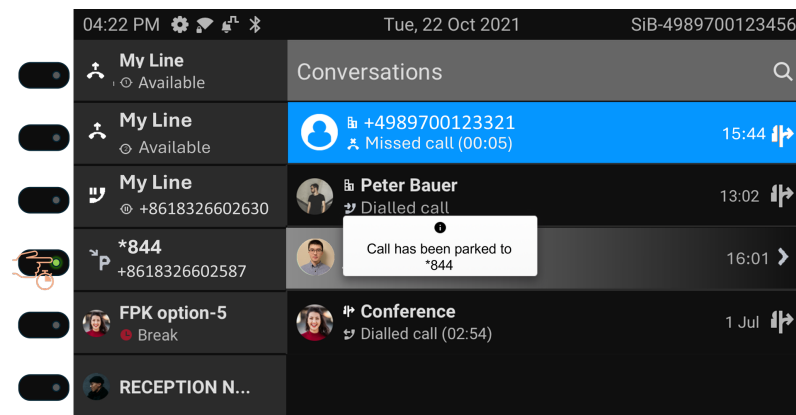 04:22 PM
Tue, 22 Oct 2021
SiB-4989700123456
My Line
Available
My Line
Available
My Line
+8618326602630
P *844
+8618326602587
FPK option-5
Break
RECEPTION N...
Conversations
+4989700123321
Missed call (00:05)
15:44
Peter Bauer
Dialled call
13:02
Call has been parked to
*844
16:01
Conference
Dialled call (02:54)
1 Jul